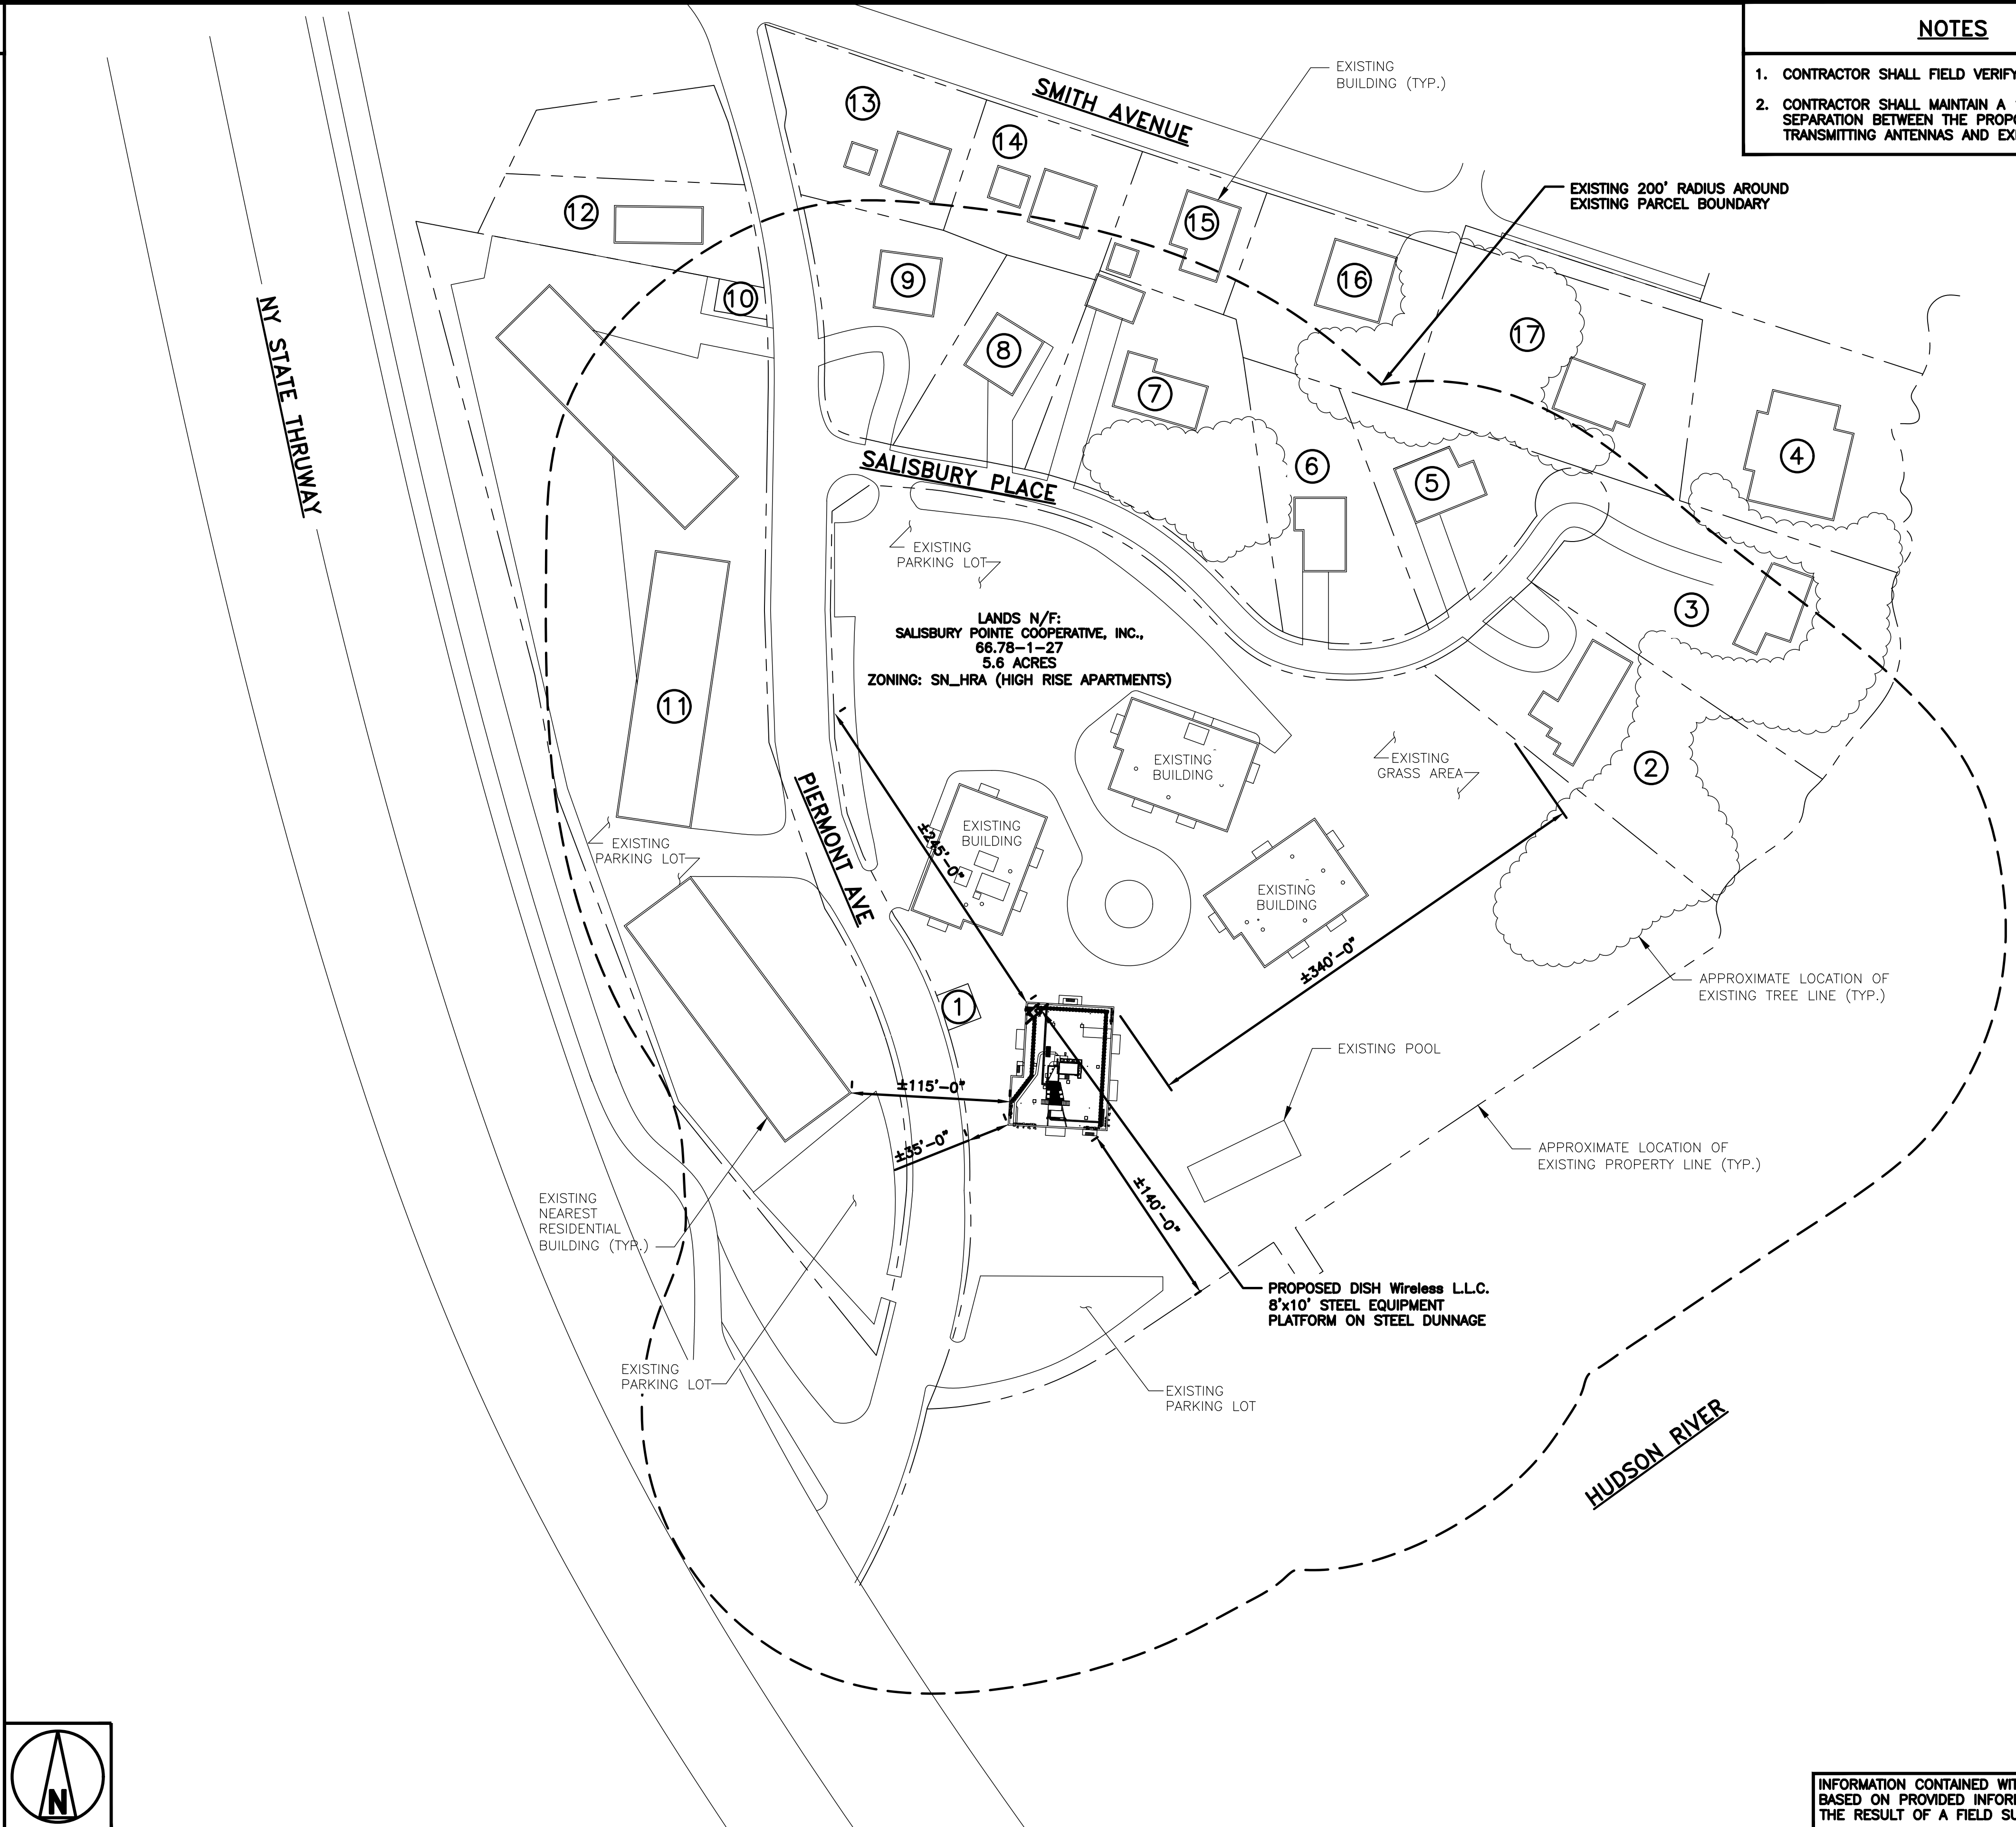 NOTES
1. CONTRACTOR SHALL FIELD VERIFY
2. CONTRACTOR SHALL MAINTAIN A
SEPARATION BETWEEN THE
TRANSMITTING ANTENNAS AND
EXISTING
BUILDING (TYP.)
SMITH AVENUE
EXISTING 200' RADIUS AROUND
EXISTING PARCEL BOUNDARY
13
14
12
15
9
16
10
17
8
7
NY STATE THRUWAY
SALISBURY PLACE
6
5
4
EXISTING
PARKING LOT
LANDS N/F:
SALISBURY POINTE COOPERATIVE, INC.,
66.78-1-27
5.6 ACRES
ZONING: SN_HRA (HIGH RISE APARTMENTS)
3
11
EXISTING
BUILDING
EXISTING
GRASS AREA
2
PIERMONT AVE
EXISTING
BUILDING
±245'-0"
EXISTING
PARKING LOT
EXISTING
BUILDING
±340'-0"
APPROXIMATE LOCATION OF
EXISTING TREE LINE (TYP.)
1
EXISTING POOL
±115'-0"
±35'-0"
APPROXIMATE LOCATION OF
EXISTING PROPERTY LINE (TYP.)
±140'-0"
EXISTING
NEAREST
RESIDENTIAL
BUILDING (TYP.)
PROPOSED DISH Wireless L.L.C.
8'x10' STEEL EQUIPMENT
PLATFORM ON STEEL DUNNAGE
EXISTING
PARKING LOT
EXISTING
PARKING LOT
HUDSON RIVER
N
INFORMATION CONTAINED
BASED ON PROVIDED
THE RESULT OF A FIELD